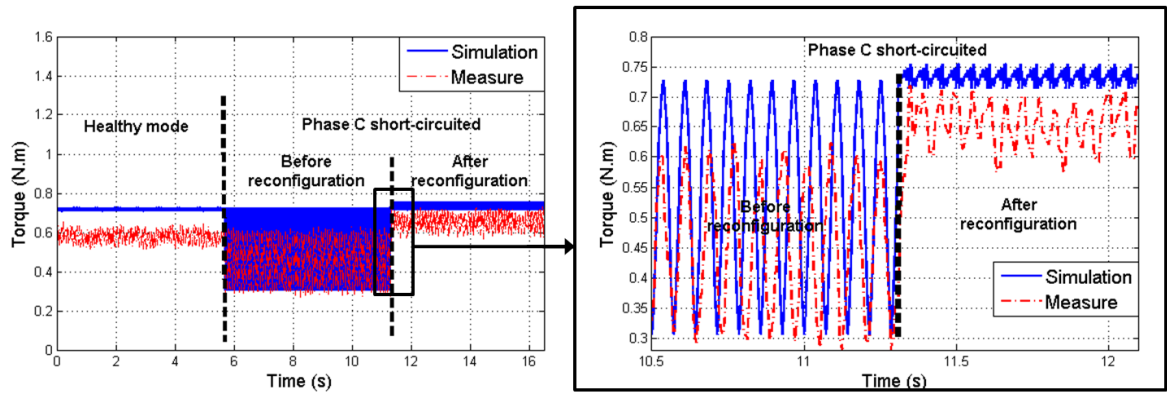 1.6
1.4
1.2
1
0.8
0.6
0.4
0.2
0
Torque (N.m)
Simulation
Measure
Healthy mode
Phase C short-circuited
Before
reconfiguration
After
reconfiguration
0 2 4 6 8 10 12 14 16
Time (s)
0.8
0.75
0.7
0.65
0.6
0.55
0.5
0.45
0.4
0.35
0.3
Torque (N.m)
Phase C short-circuited
Before
reconfiguration
After
reconfiguration
Simulation
Measure
10.5 11 11.5 12
Time (s)